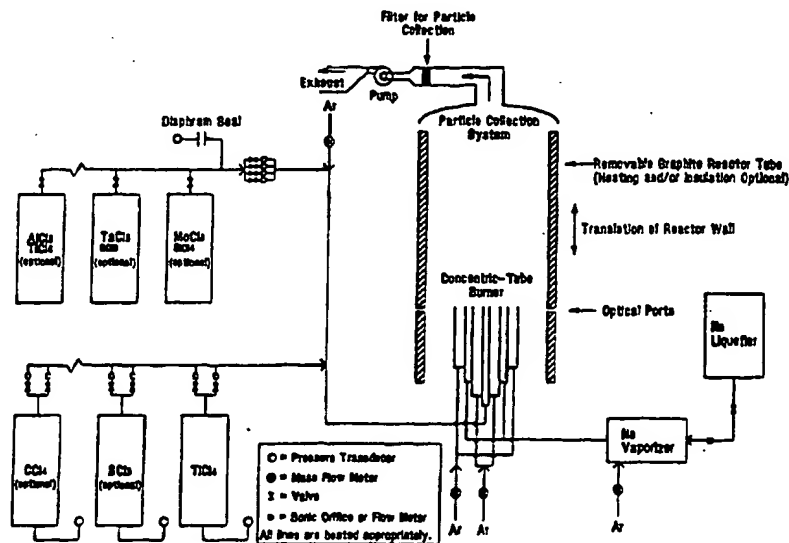 Filter for Particle
Collection
Exhaust
Pump
Ar
Diaphram Seal
Particle Collection
System
Removable Graphite Reactor Tube
(Heating and/or Insulation Optional)
Translation of Reactor Wall
AlCl3
TiCl4
(optional)
TaCl5
(optional)
MoCl5
(optional)
Concentric-Tube
Burner
Optical Ports
Na
Liquefier
Na
Vaporizer
CCl4
(optional)
BCl3
(optional)
TiCl4
= Pressure Transducer
= Mass Flow Meter
= Valve
= Sonic Orifice or Flow Meter
All lines are heated appropriately.
Ar
Ar
Ar